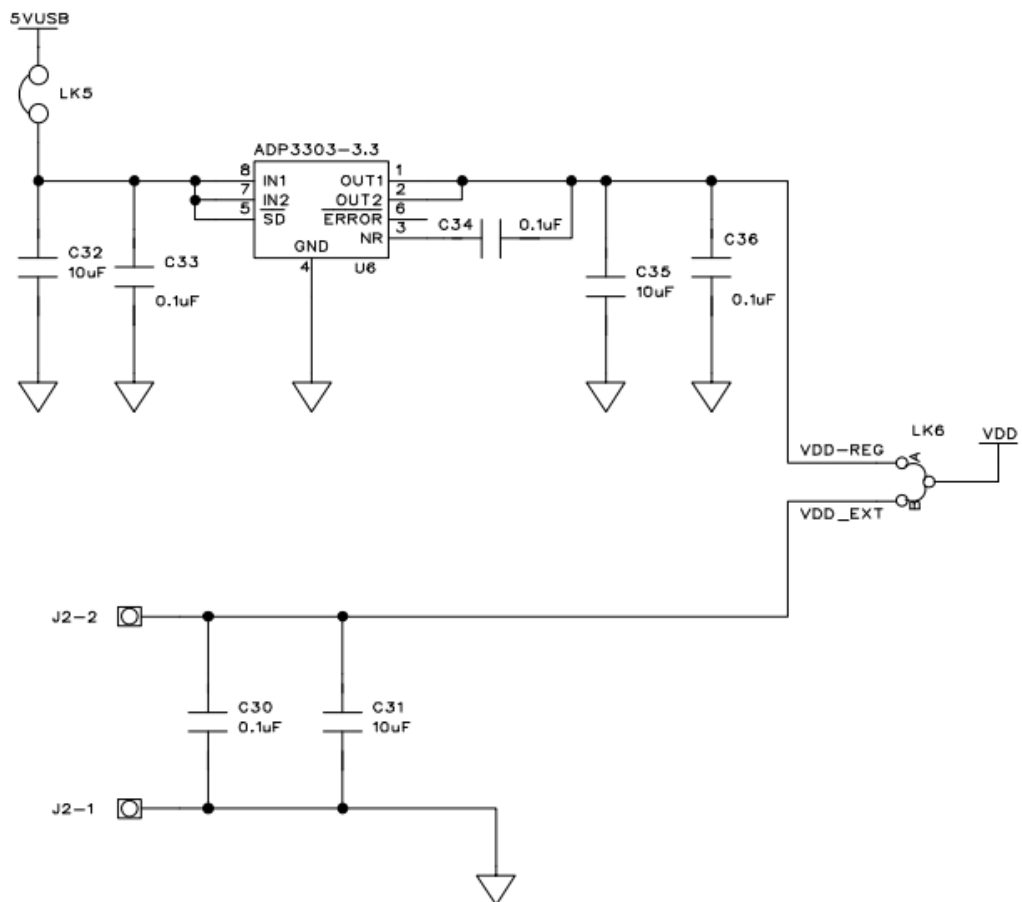 5VUSB
LK5
ADP3303-3.3
8 IN1 OUT1 1
7 IN2 OUT2 2
5 SD ERROR 6
NR 3
GND
4 U6
C34 0.1uF
C32
10uF
C33
0.1uF
C35
10uF
C36
0.1uF
LK6
VDD
VDD-REG
A
B
VDD_EXT
J2-2
C30
0.1uF
C31
10uF
J2-1